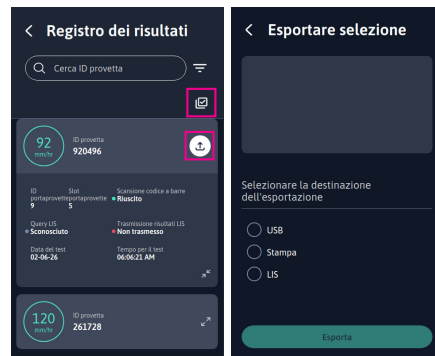 Registro dei risultati
Cerca ID provetta
92
mm/hr
ID provetta
920496
ID portaprovette
9
Slot portaprovette
5
Scansione codice a barre
Riuscito
Query LIS
Sconosciuto
Trasmissione risultati LIS
Non trasmesso
Data del test
02-06-26
Tempo per il test
06:06:21 AM
120
mm/hr
ID provetta
261728
Esportare selezione
Selezionare la destinazione
dell'esportazione
USB
Stampa
LIS
Esporta